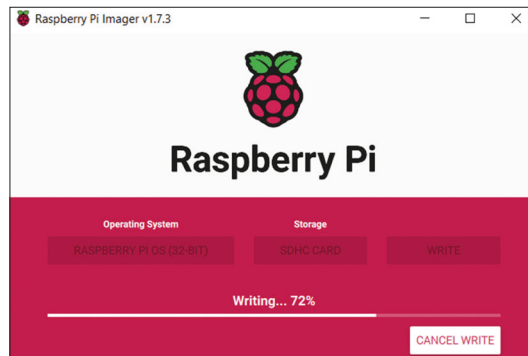 Raspberry Pi Imager v1.7.3
Raspberry Pi
Operating System
Storage
RASPBERRY PI OS (32-BIT)
SDHC CARD
WRITE
Writing... 72%
CANCEL WRITE